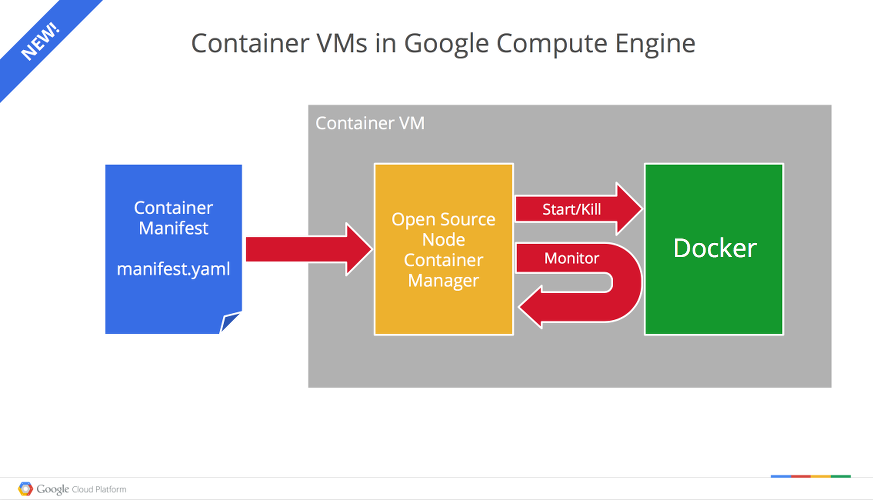 NEW!
Container VMs in Google Compute Engine
Container VM
Container
Manifest
manifest.yaml
Open Source
Node
Container
Manager
Start/Kill
Monitor
Docker
Google Cloud Platform